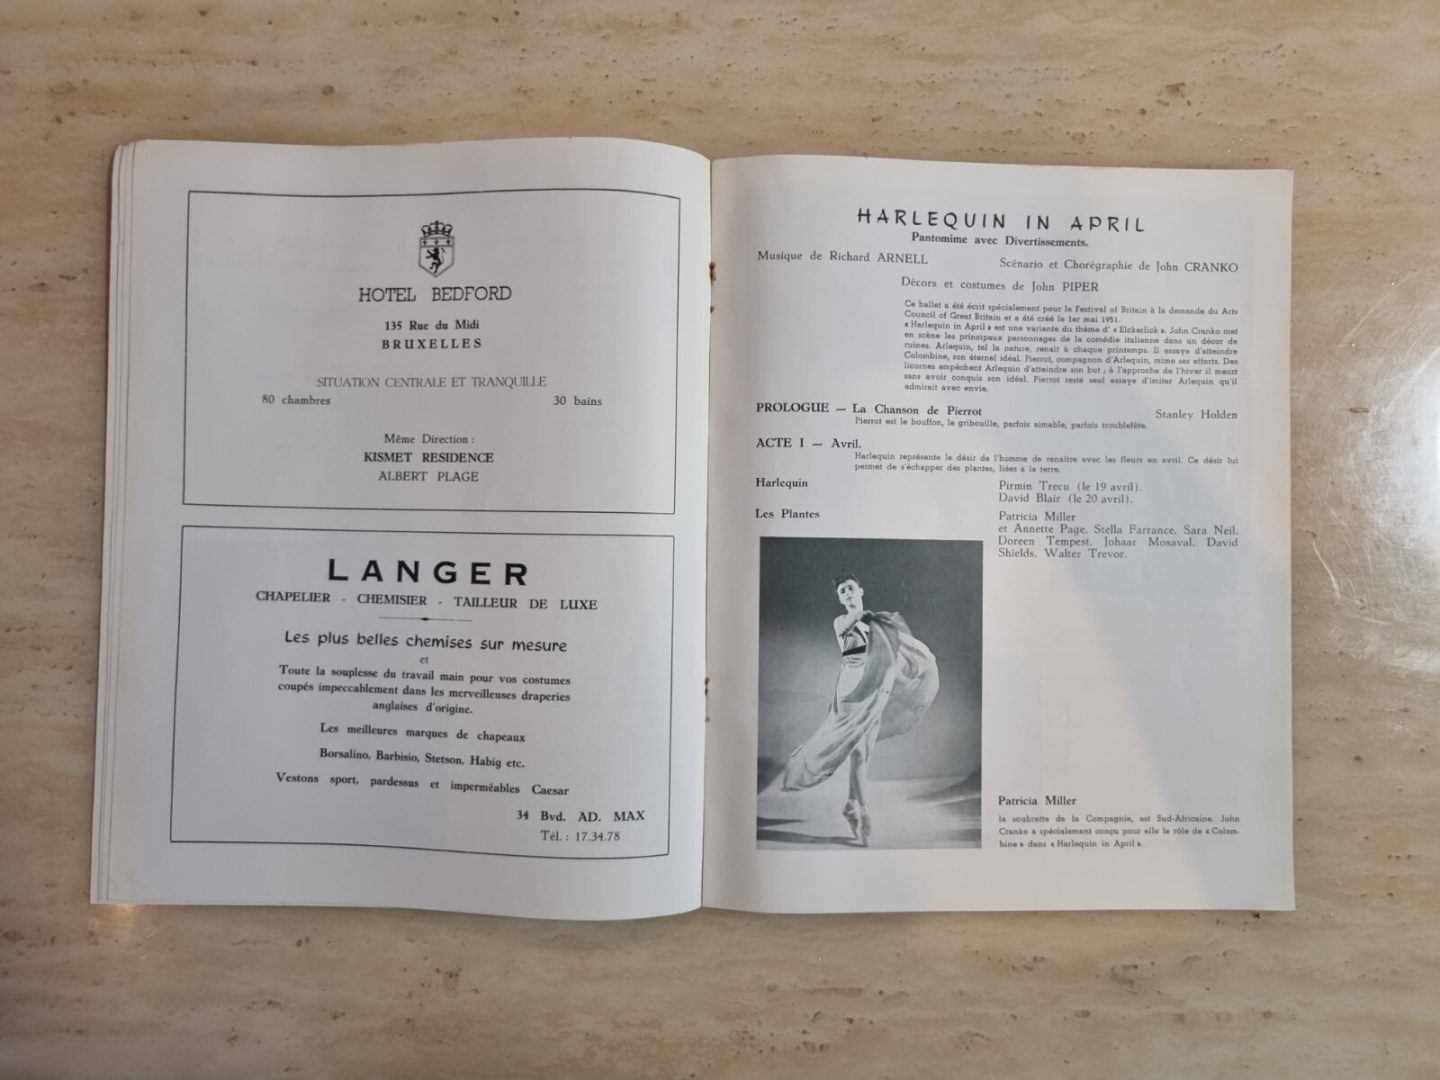 HOTEL BEDFORD
135 Rue du Midi
BRUXELLES
SITUATION CENTRALE ET TRANQUILLE
80 chambres 30 bains
Même Direction :
KISMET RESIDENCE
ALBERT PLAGE
LANGER
CHAPELIER - CHEMISIER - TAILLEUR DE LUXE
Les plus belles chemises sur mesure
et
Toute la souplesse du travail main pour vos costumes
coupés impeccablement dans les merveilleuses draperies
anglaises d'origine.
Les meilleures marques de chapeaux
Borsalino, Barbisio, Stetson, Habig etc.
Vestons sport, pardessus et imperméables Caesar
34 Bvd. AD. MAX
Tél. : 17.34.78
HARLEQUIN IN APRIL
Pantomime avec Divertissements.
Musique de Richard ARNELL Scénario et Chorégraphie de John CRANKO
Décors et costumes de John PIPER
Ce ballet a été écrit spécialement pour le Festival of Britain à la demande du Arts
Council of Great Britain et a été créé le 1er mai 1951.
« Harlequin in April » est une variante du thème d' « Elckerlick ». John Cranko met
en scène les principaux personnages de la comédie italienne dans un décor de
ruines. Arlequin, tel la nature, renait à chaque printemps. Il essaye d'atteindre
Colombine, son éternel idéal. Pierrot, compagnon d'Arlequin, mime ses efforts. Des
licornes empêchent Arlequin d'atteindre son but ; à l'approche de l'hiver il meurt
sans avoir conquis son idéal. Pierrot resté seul essaye d'imiter Arlequin qu'il
admirait avec envie.
PROLOGUE — La Chanson de Pierrot Stanley Holden
Pierrot est le bouffon, le gribouille, parfois aimable, parfois troublefête.
ACTE I — Avril.
Harlequin représente le désir de l'homme de renaître avec les fleurs en avril. Ce désir lui
permet de s'échapper des plantes, liées à la terre.
Harlequin Pirmin Trecu (le 19 avril).
David Blair (le 20 avril).
Les Plantes Patricia Miller
et Annette Page, Stella Farrance, Sara Neil,
Doreen Tempest, Johaar Mosaval, David
Shields, Walter Trevor.
Patricia Miller
la soubrette de la Compagnie, est Sud-Africaine. John
Cranko a spécialement conçu pour elle le rôle de « Colom-
bine » dans « Harlequin in April ».